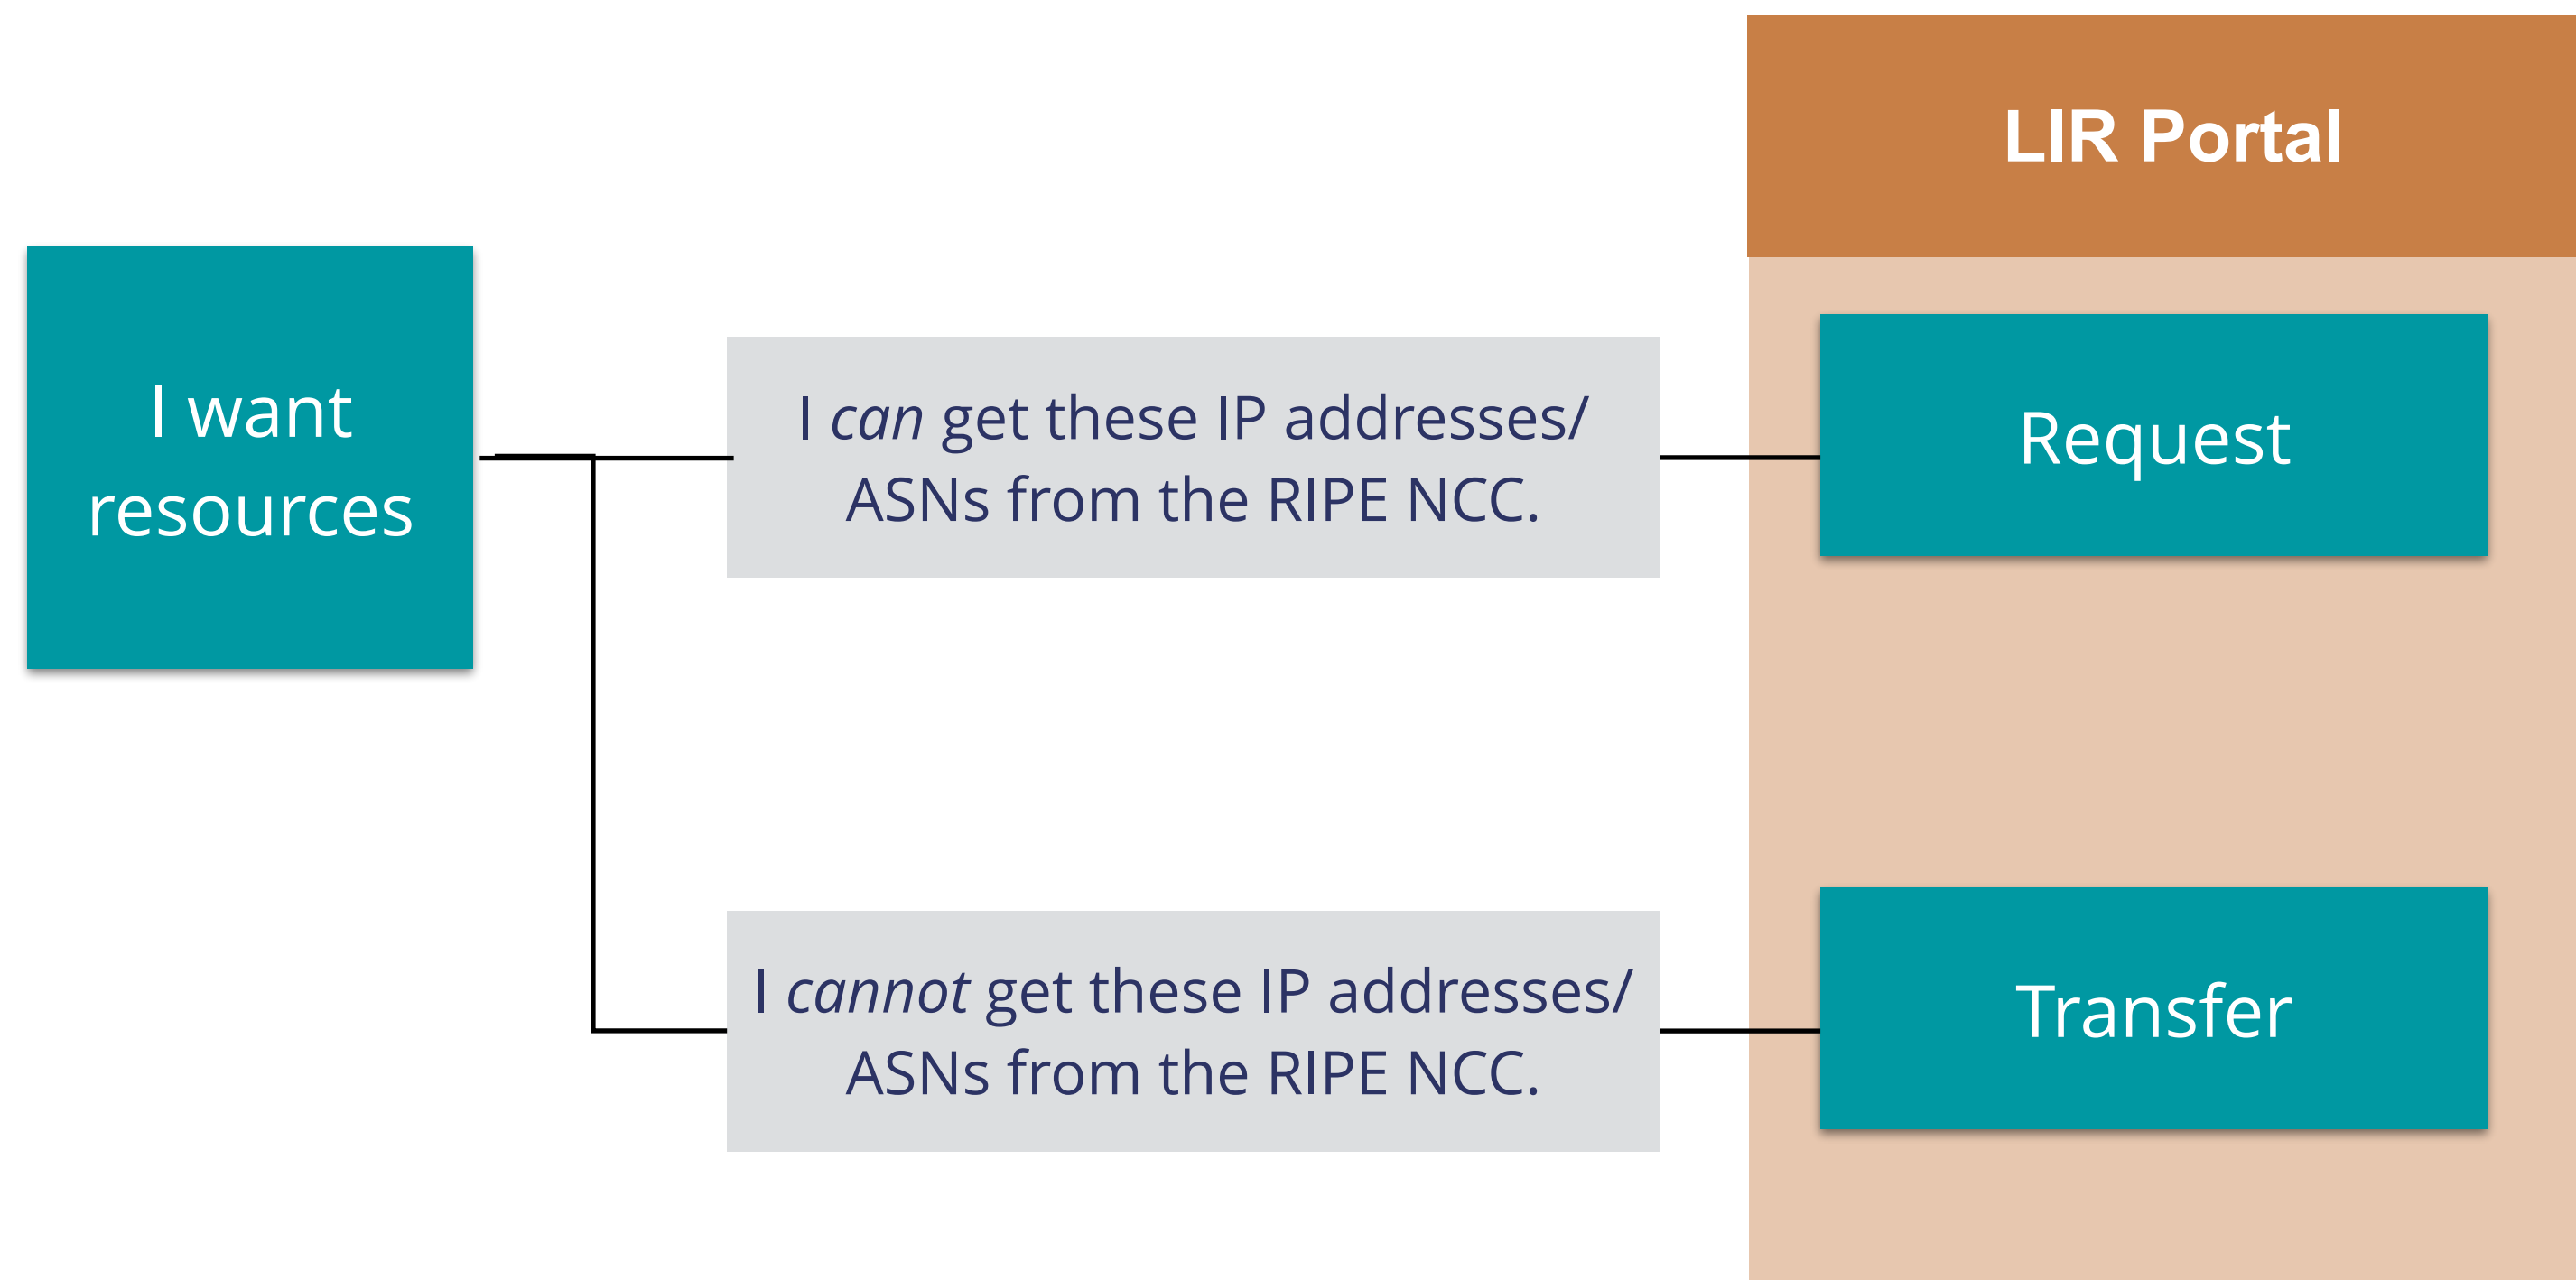 LIR Portal
I want
resources
I can get these IP addresses/
ASNs from the RIPE NCC.
Request
I cannot get these IP addresses/
ASNs from the RIPE NCC.
Transfer